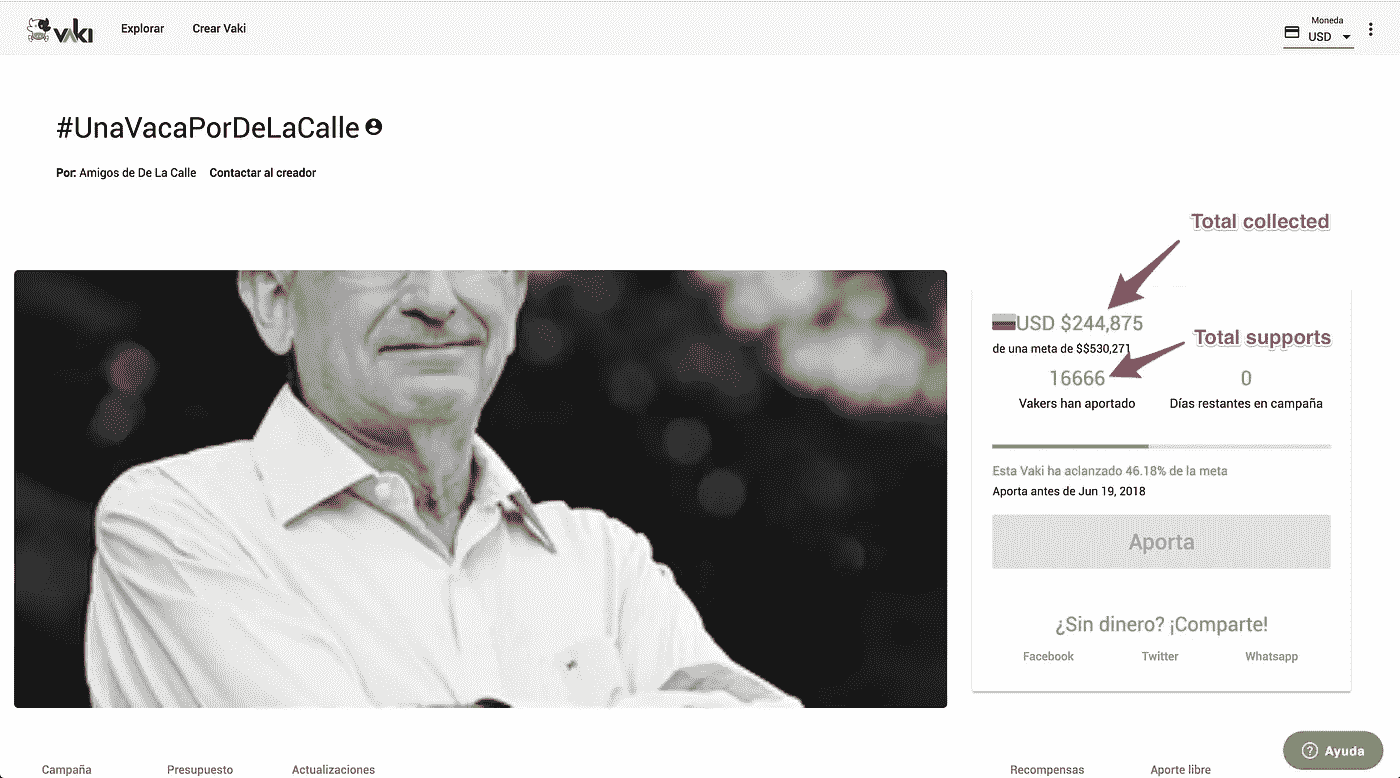 vaki
Explorar
Crear Vaki
Moneda
USD
#UnaVacaPorDeLaCalle
Por: Amigos de De La Calle
Contactar al creador
Total collected
USD $244,875
de una meta de $$530,271
Total supports
16666
0
Vakers han aportado
Días restantes en campaña
Esta Vaki ha aclanzado 46.18% de la meta
Aporta antes de Jun 19, 2018
Aporta
¿Sin dinero? ¡Comparte!
Facebook
Twitter
Whatsapp
Ayuda
Campaña
Presupuesto
Actualizaciones
Recompensas
Aporte libre